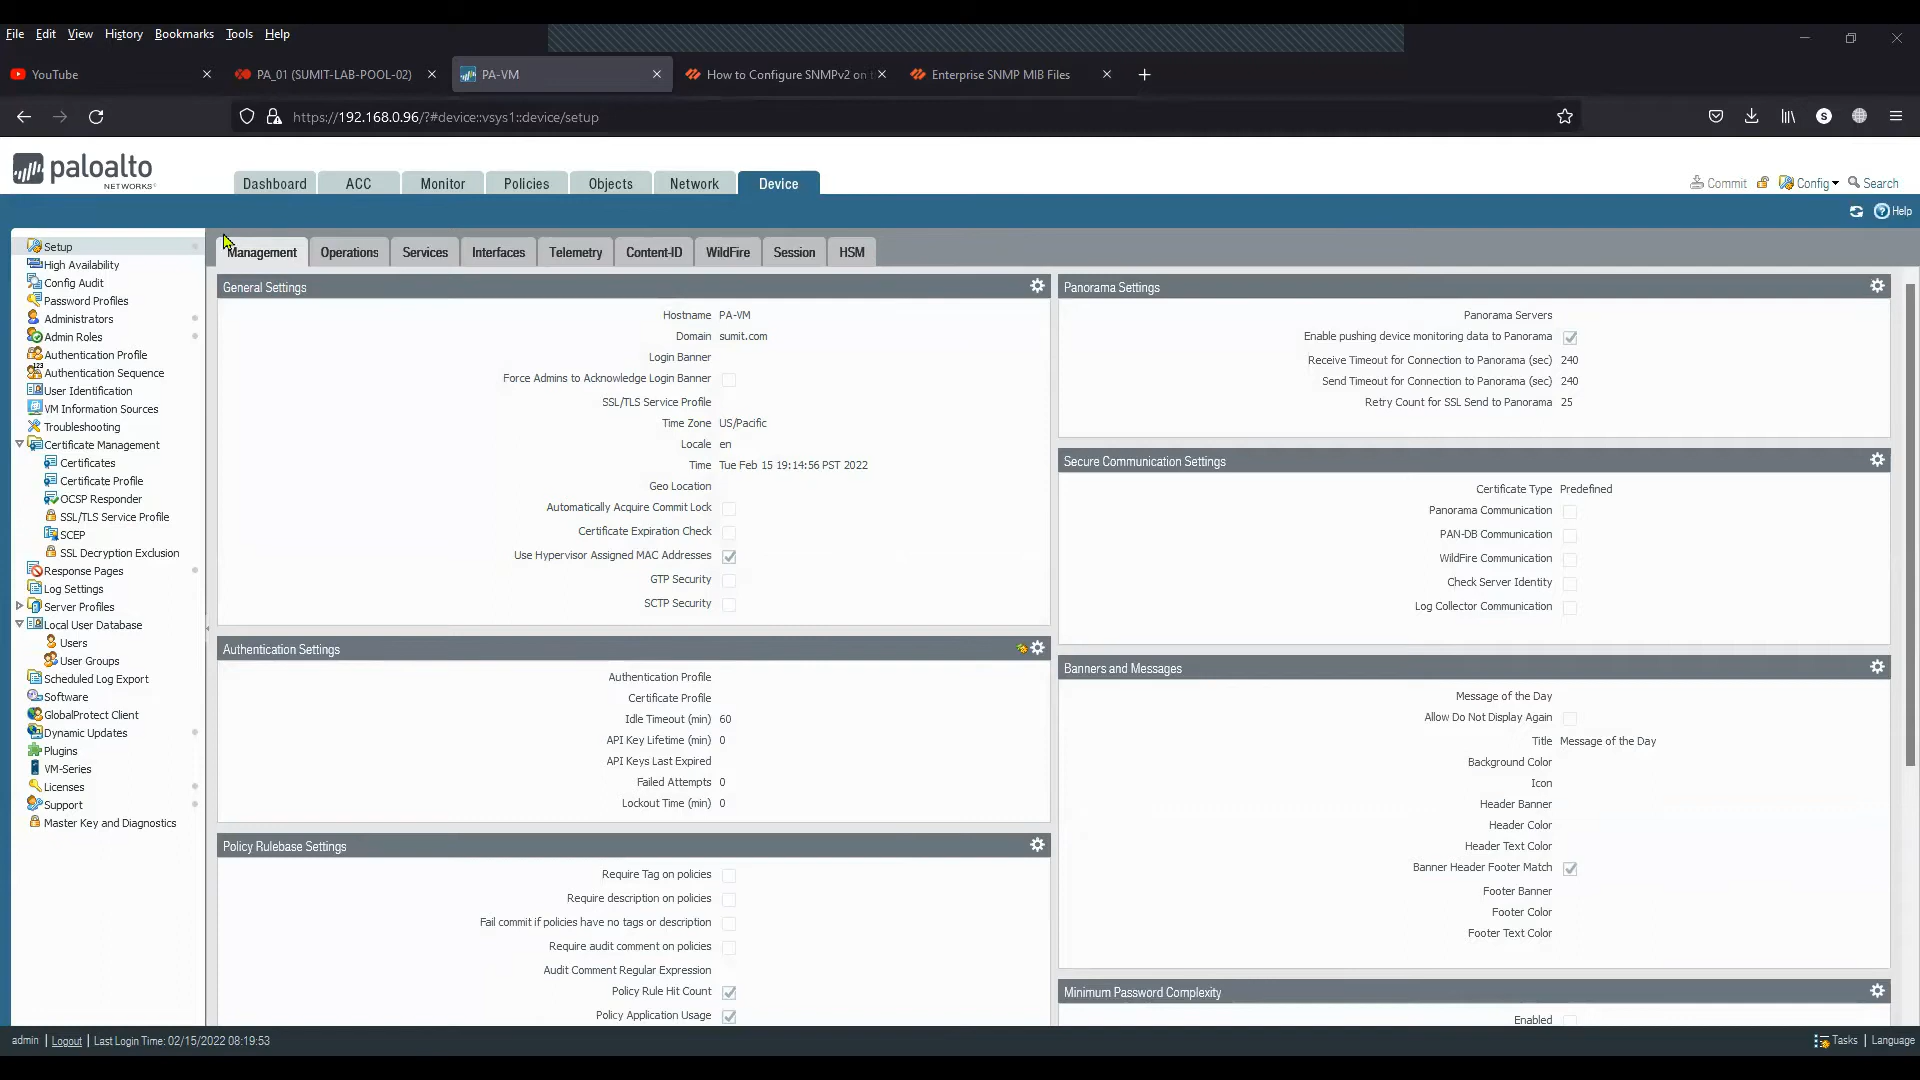 File Edit View History Bookmarks Tools Help
YouTube
PA_01 (SUMIT-LAB-POOL-02)
PA-VM
How to Configure SNMPv2 on
Enterprise SNMP MIB Files
https://192.168.0.96/?#device::vsys1::device/setup
S
paloalto
NETWORKS
Dashboard ACC Monitor Policies Objects Network Device
Commit Config Search
Help
Management Operations Services Interfaces Telemetry Content-ID WildFire Session HSM
Setup
High Availability
Config Audit
Password Profiles
Administrators
Admin Roles
Authentication Profile
Authentication Sequence
User Identification
VM Information Sources
Troubleshooting
Certificate Management
Certificates
Certificate Profile
OCSP Responder
SSL/TLS Service Profile
SCEP
SSL Decryption Exclusion
Response Pages
Log Settings
Server Profiles
Local User Database
Users
User Groups
Scheduled Log Export
Software
GlobalProtect Client
Dynamic Updates
Plugins
VM-Series
Licenses
Support
Master Key and Diagnostics
General Settings
Hostname PA-VM
Domain sumit.com
Login Banner
Force Admins to Acknowledge Login Banner
SSL/TLS Service Profile
Time Zone US/Pacific
Locale en
Time Tue Feb 15 19:14:56 PST 2022
Geo Location
Automatically Acquire Commit Lock
Certificate Expiration Check
Use Hypervisor Assigned MAC Addresses
GTP Security
SCTP Security
Authentication Settings
Authentication Profile
Certificate Profile
Idle Timeout (min) 60
API Key Lifetime (min) 0
API Keys Last Expired
Failed Attempts 0
Lockout Time (min) 0
Policy Rulebase Settings
Require Tag on policies
Require description on policies
Fail commit if policies have no tags or description
Require audit comment on policies
Audit Comment Regular Expression
Policy Rule Hit Count
Policy Application Usage
Panorama Settings
Panorama Servers
Enable pushing device monitoring data to Panorama
Receive Timeout for Connection to Panorama (sec) 240
Send Timeout for Connection to Panorama (sec) 240
Retry Count for SSL Send to Panorama 25
Secure Communication Settings
Certificate Type Predefined
Panorama Communication
PAN-DB Communication
WildFire Communication
Check Server Identity
Log Collector Communication
Banners and Messages
Message of the Day
Allow Do Not Display Again
Title Message of the Day
Background Color
Icon
Header Banner
Header Color
Header Text Color
Banner Header Footer Match
Footer Banner
Footer Color
Footer Text Color
Minimum Password Complexity
Enabled
admin | Logout | Last Login Time: 02/15/2022 08:19:53
Tasks | Language